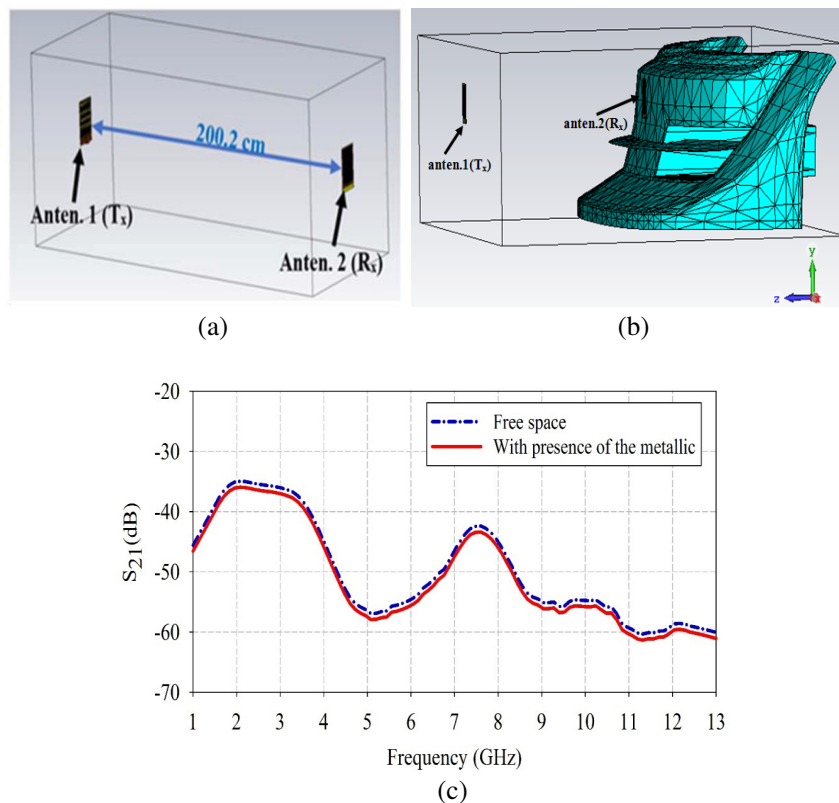 200.2 cm
Anten. 1 (Tx)
Anten. 2 (Rx)
(a)
anten.1(Tx)
anten.2(Rx)
y
z
x
(b)
-20
-30
-40
-50
-60
-70
S21(dB)
Free space
With presence of the metallic
1 2 3 4 5 6 7 8 9 10 11 12 13
Frequency (GHz)
(c)